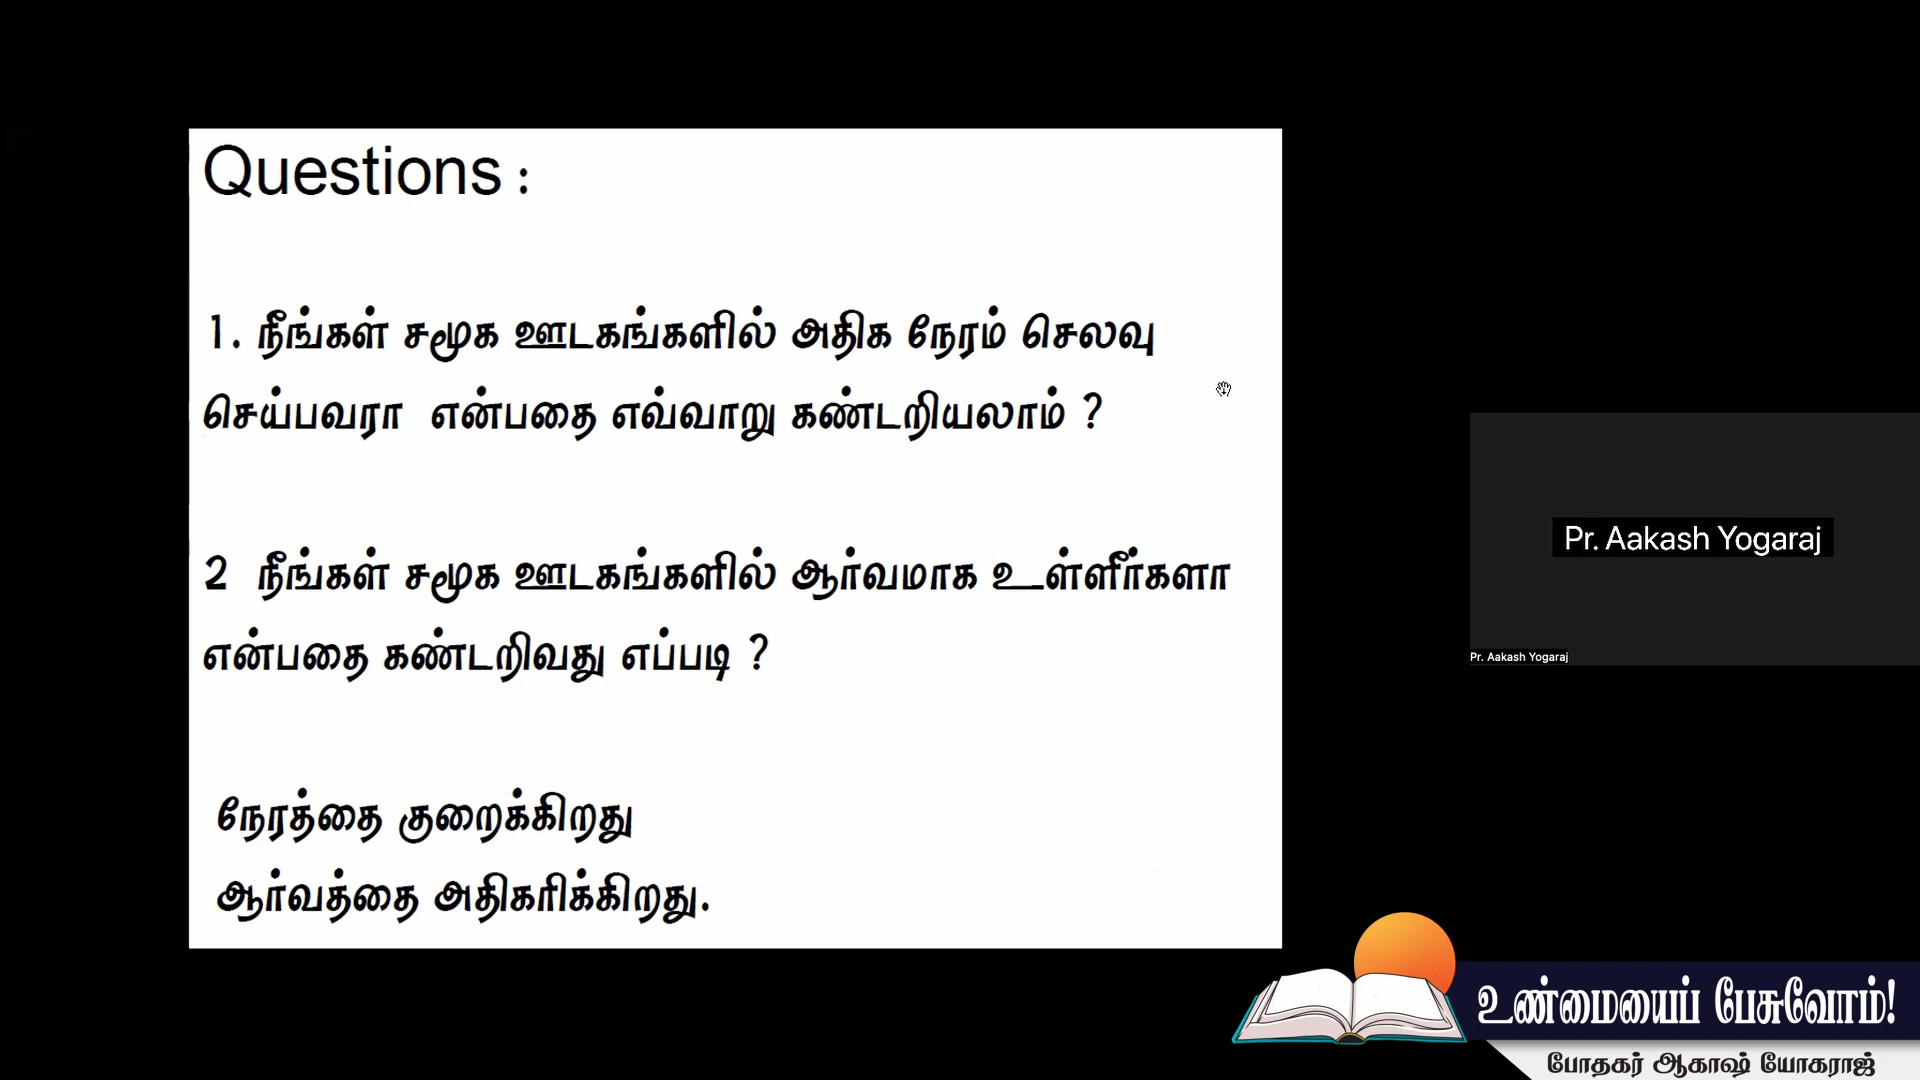 Questions :
1. நீங்கள் சமூக ஊடகங்களில் அதிக நேரம் செலவு
செய்பவரா என்பதை எவ்வாறு கண்டறியலாம் ?
2 நீங்கள் சமூக ஊடகங்களில் ஆர்வமாக உள்ளீர்களா
என்பதை கண்டறிவது எப்படி ?
நேரத்தை குறைக்கிறது
ஆர்வத்தை அதிகரிக்கிறது.
Pr. Aakash Yogaraj
Pr. Aakash Yogaraj
உண்மையைப் பேசுவோம்!
போதகர் ஆகாஷ் யோகராஜ்